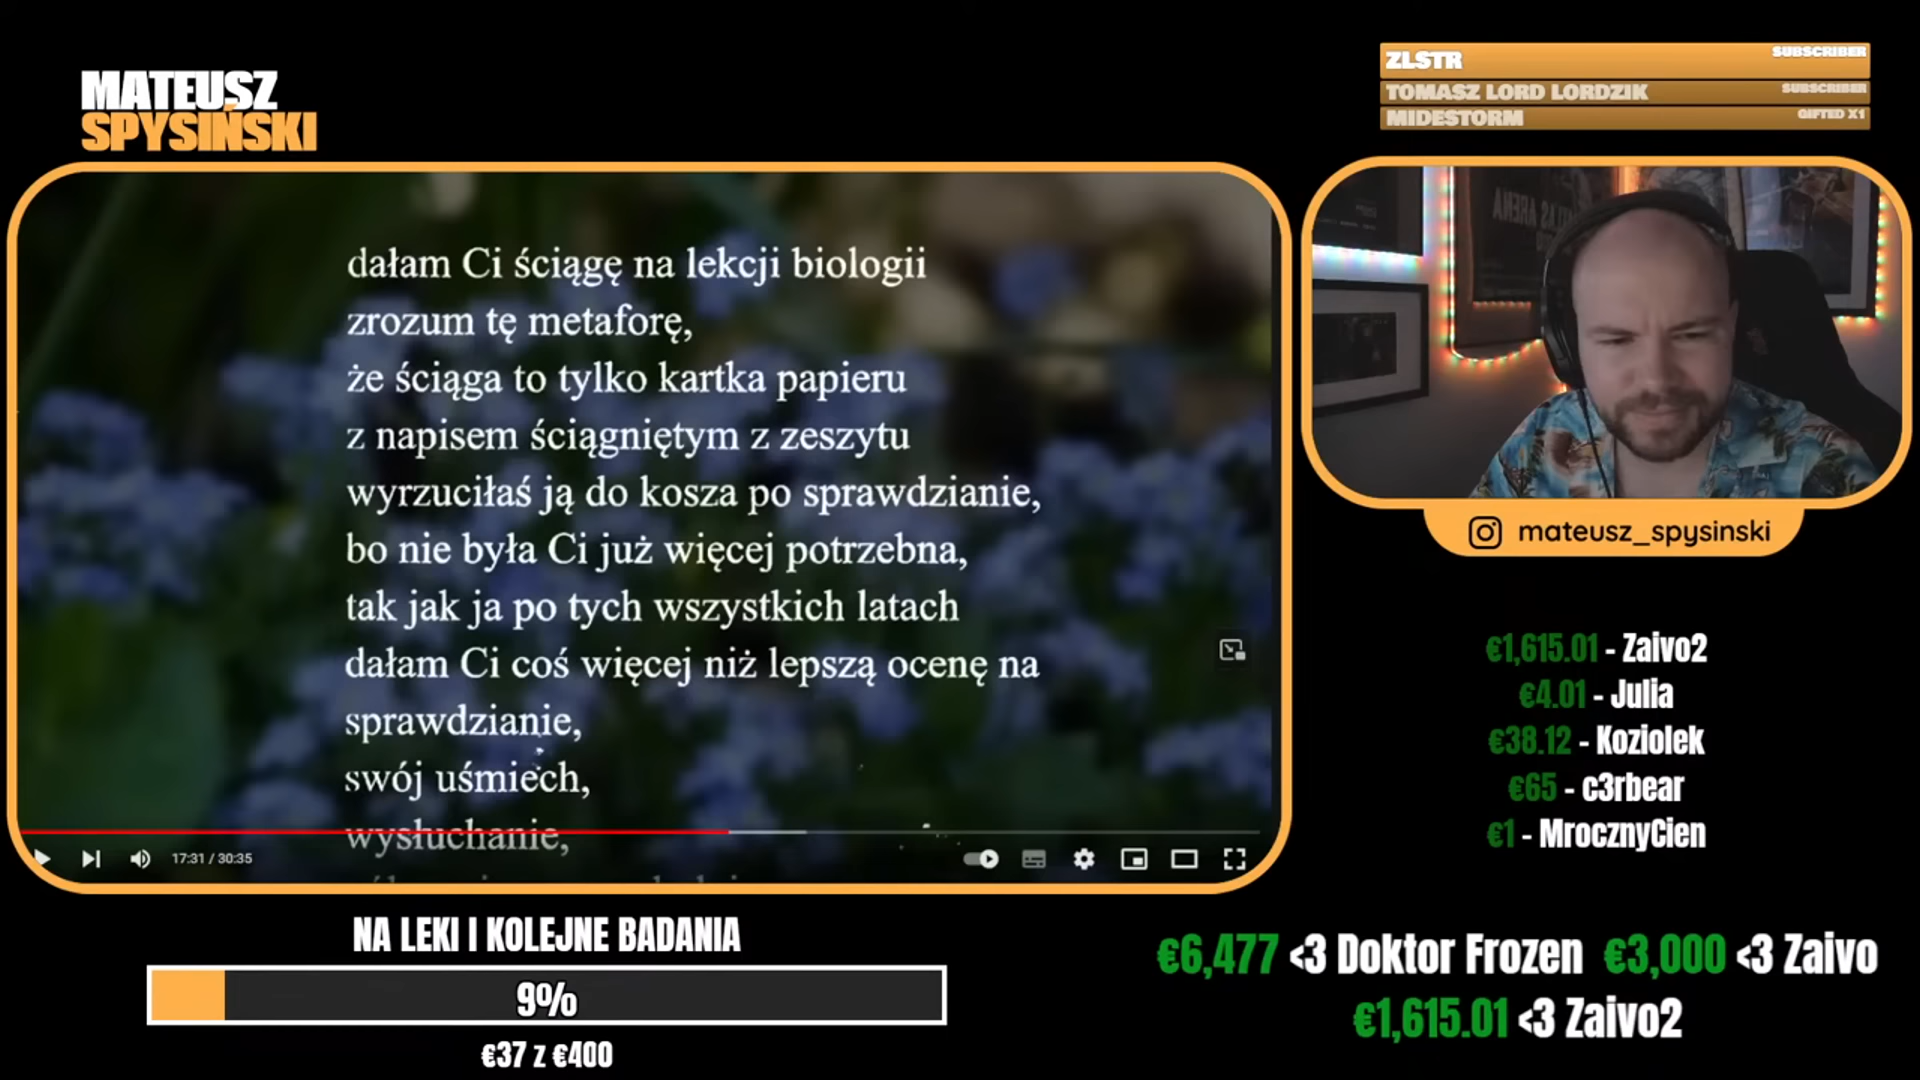 MATEUSZ
SPYSIŃSKI
ZLSTR SUBSCRIBER
TOMASZ LORD LORDZIK SUBSCRIBER
MIDESTORM GIFTED X1
dałam Ci ściągę na lekcji biologii
zrozum tę metaforę,
że ściąga to tylko kartka papieru
z napisem ściągniętym z zeszytu
wyrzuciłaś ją do kosza po sprawdzianie,
bo nie była Ci już więcej potrzebna,
tak jak ja po tych wszystkich latach
dałam Ci coś więcej niż lepszą ocenę na
sprawdzianie,
swój uśmiech,
wysłuchanie,
17:31 / 30:35
ARENA
mateusz_spysinski
€1,615.01 - Zaivo2
€4.01 - Julia
€38.12 - Koziolek
€65 - c3rbear
€1 - MrocznyCien
NA LEKI I KOLEJNE BADANIA
9%
€37 z €400
€6,477 <3 Doktor Frozen €3,000 <3 Zaivo
€1,615.01 <3 Zaivo2